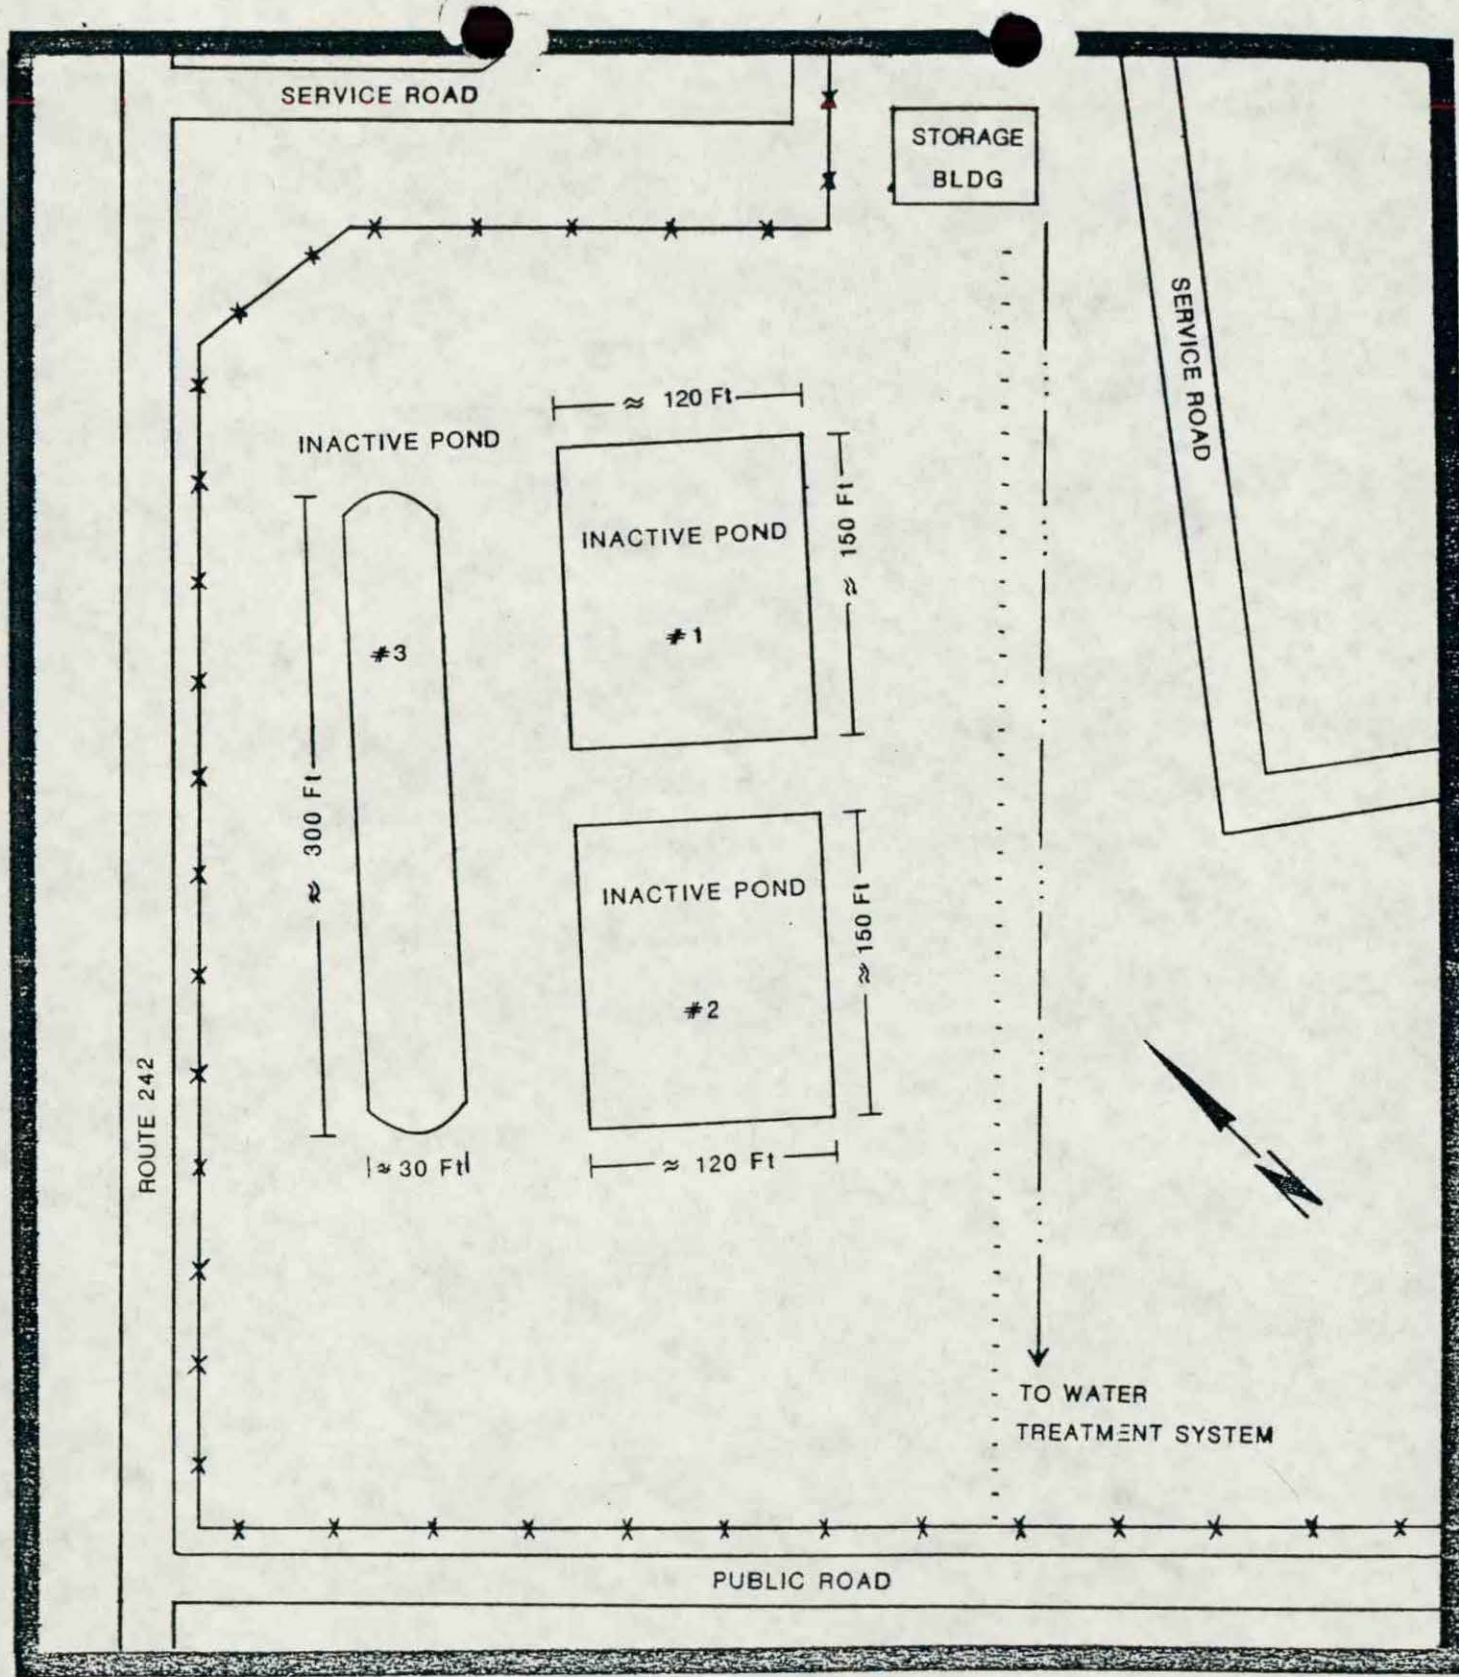 SERVICE ROAD
STORAGE
BLDG
SERVICE ROAD
≈ 120 Ft
INACTIVE POND
INACTIVE POND
#1
≈ 150 Ft
#3
≈ 300 Ft
INACTIVE POND
#2
≈ 150 Ft
≈ 30 Ft
≈ 120 Ft
ROUTE 242
N
TO WATER
TREATMENT SYSTEM
PUBLIC ROAD